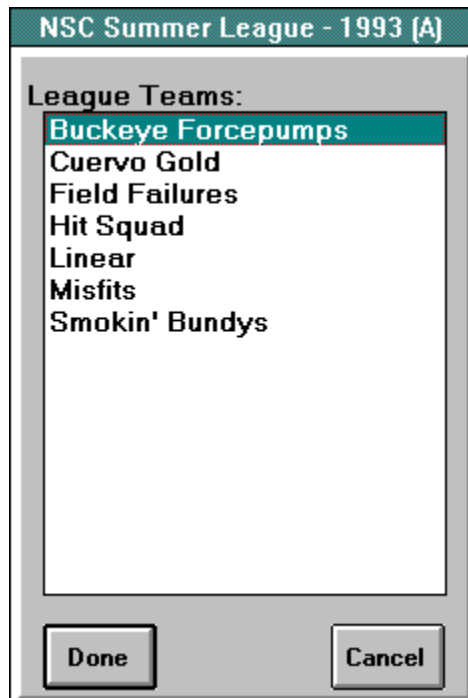 NSC Summer League - 1993 (A)
League Teams:
Buckeye Forcepumps
Cuervo Gold
Field Failures
Hit Squad
Linear
Misfits
Smokin' Bundys
Done
Cancel